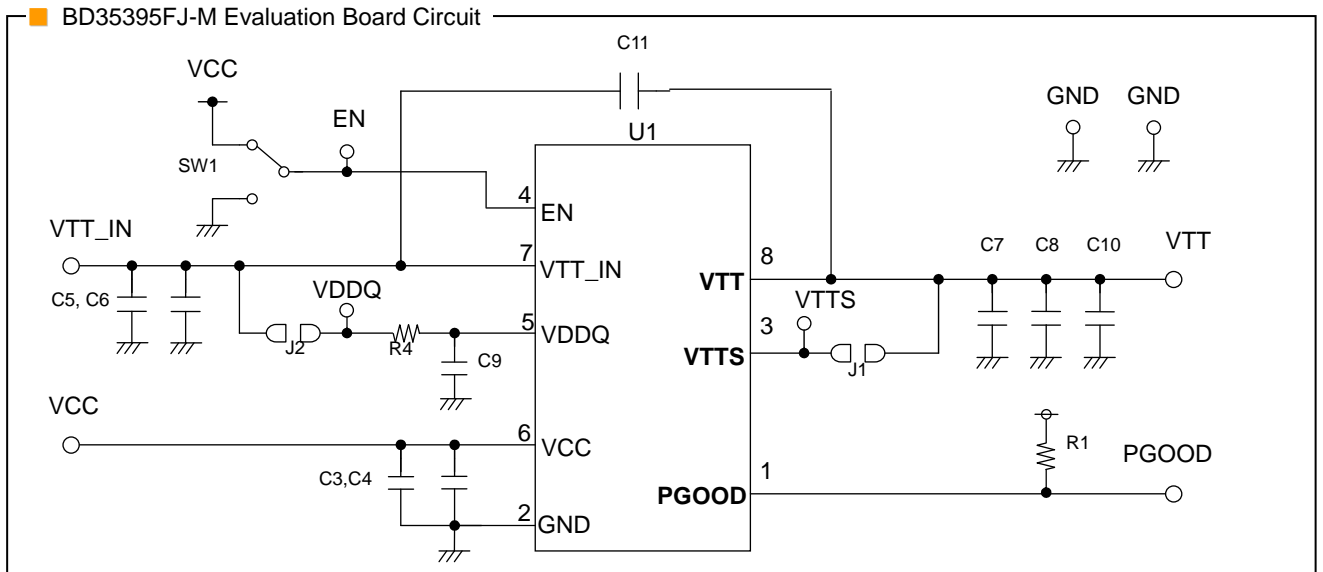 BD35395FJ-M Evaluation Board Circuit
C11
VCC
GND GND
EN
U1
SW1
4
EN
VTT_IN
7
VTT_IN
8
VTT
C7 C8 C10 VTT
C5, C6
VDDQ
VTTS
5
VDDQ
3
VTTS
J2
R4
C9
J1
VCC
6
VCC
R1
PGOOD
C3,C4
1
PGOOD
2
GND